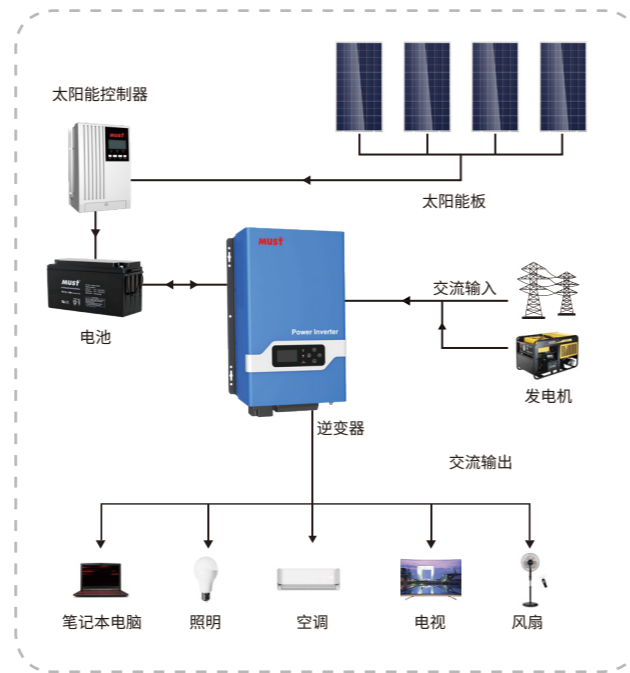 太阳能控制器
MUST
太阳能板
MUST
MUST
交流输入
电池
Power Inverter
发电机
逆变器
交流输出
笔记本电脑
照明
空调
电视
风扇